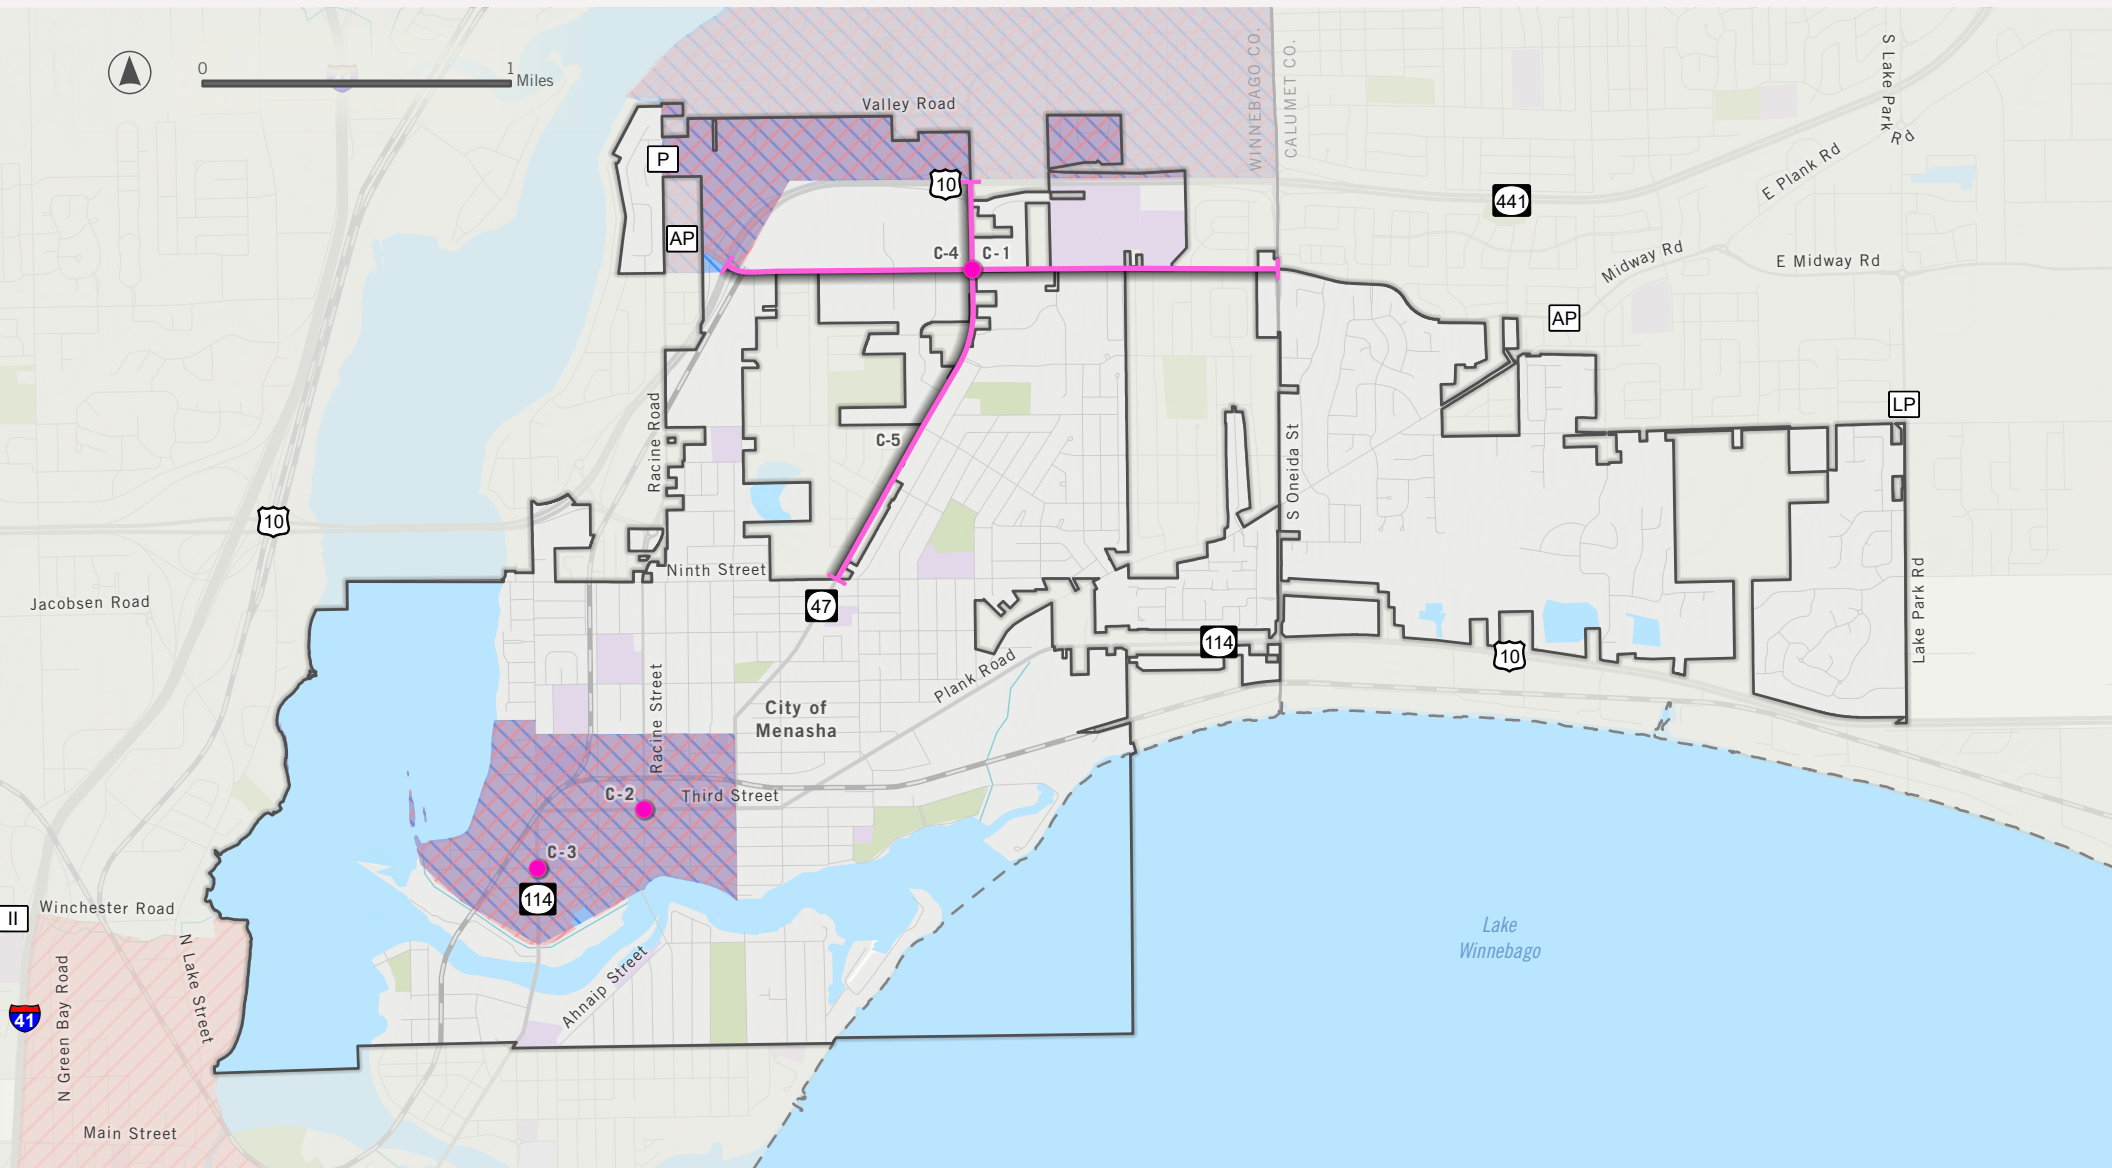 0
1
Miles
Valley Road
WINNEBAGO CO.
CALUMET CO.
S Lake Park
Rd
E Plank Rd
P
10
441
AP
C-4
C-1
Midway Rd
E Midway Rd
AP
LP
Racine Road
C-5
S Oneida St
10
Ninth Street
Jacobsen Road
47
114
10
Lake Park Rd
Plank Road
Racine Street
City of
Menasha
C-2
Third Street
C-3
114
II
Winchester Road
N Lake Street
Lake
Winnebago
Ahnaip Street
41
N Green Bay Road
Main Street